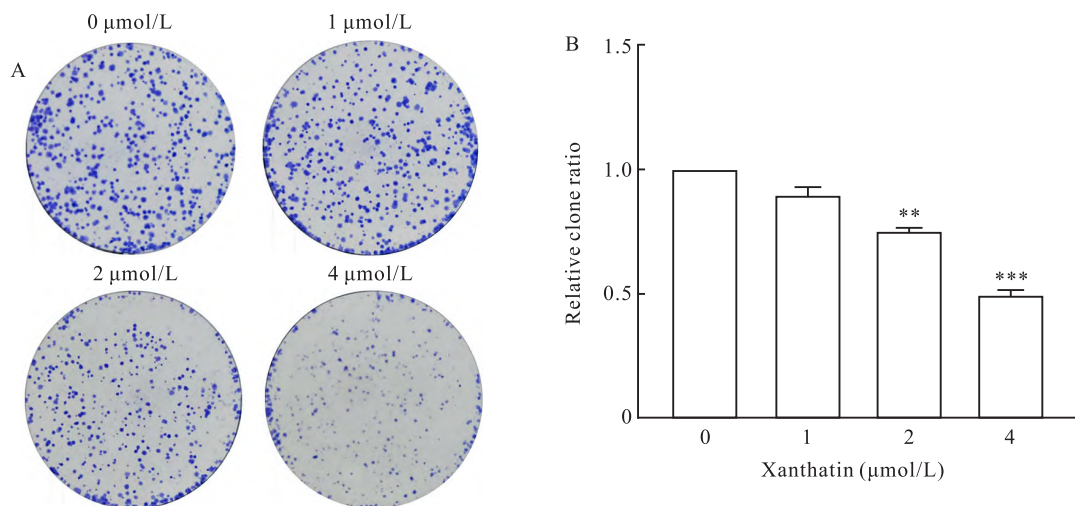 0 μmol/L
1 μmol/L
A
2 μmol/L
4 μmol/L
B
Relative clone ratio
1.5
1.0
0.5
0
**
***
0 1 2 4
Xanthatin (μmol/L)